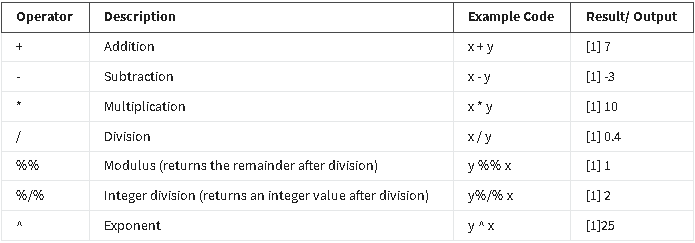 Operator Description Example Code Result/ Output
+ Addition x + y [1] 7
- Subtraction x - y [1] -3
* Multiplication x * y [1] 10
/ Division x / y [1] 0.4
%% Modulus (returns the remainder after division) y %% x [1] 1
%/% Integer division (returns an integer value after division) y%/% x [1] 2
^ Exponent y ^ x [1]25